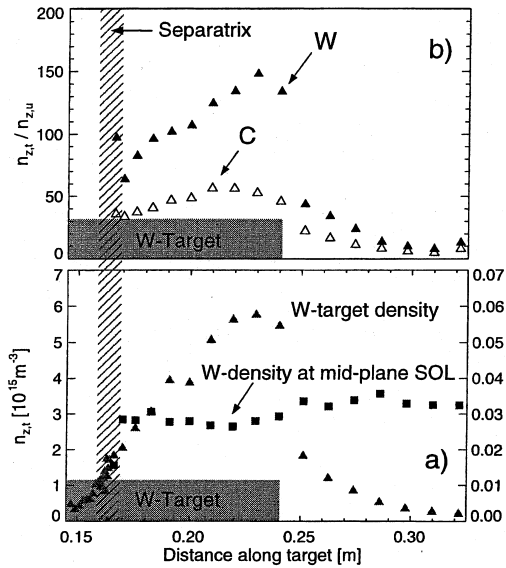 200
150
100
50
0
n_z,t / n_z,u
Separatrix
W
b)
C
W-Target
7
6
5
4
3
2
1
0
n_z,t [10^15 m^-3]
0.07
0.06
0.05
0.04
0.03
0.02
0.01
0.00
W-target density
W-density at mid-plane SOL
a)
W-Target
0.15 0.20 0.25 0.30
Distance along target [m]